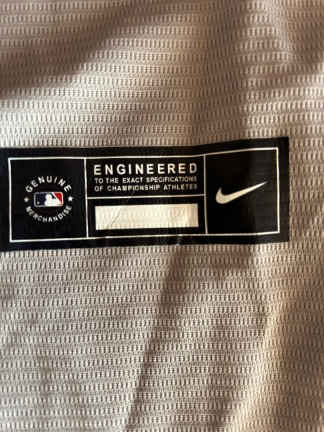 GENUINE
MERCHANDISE
ENGINEERED
TO THE EXACT SPECIFICATIONS
OF CHAMPIONSHIP ATHLETES